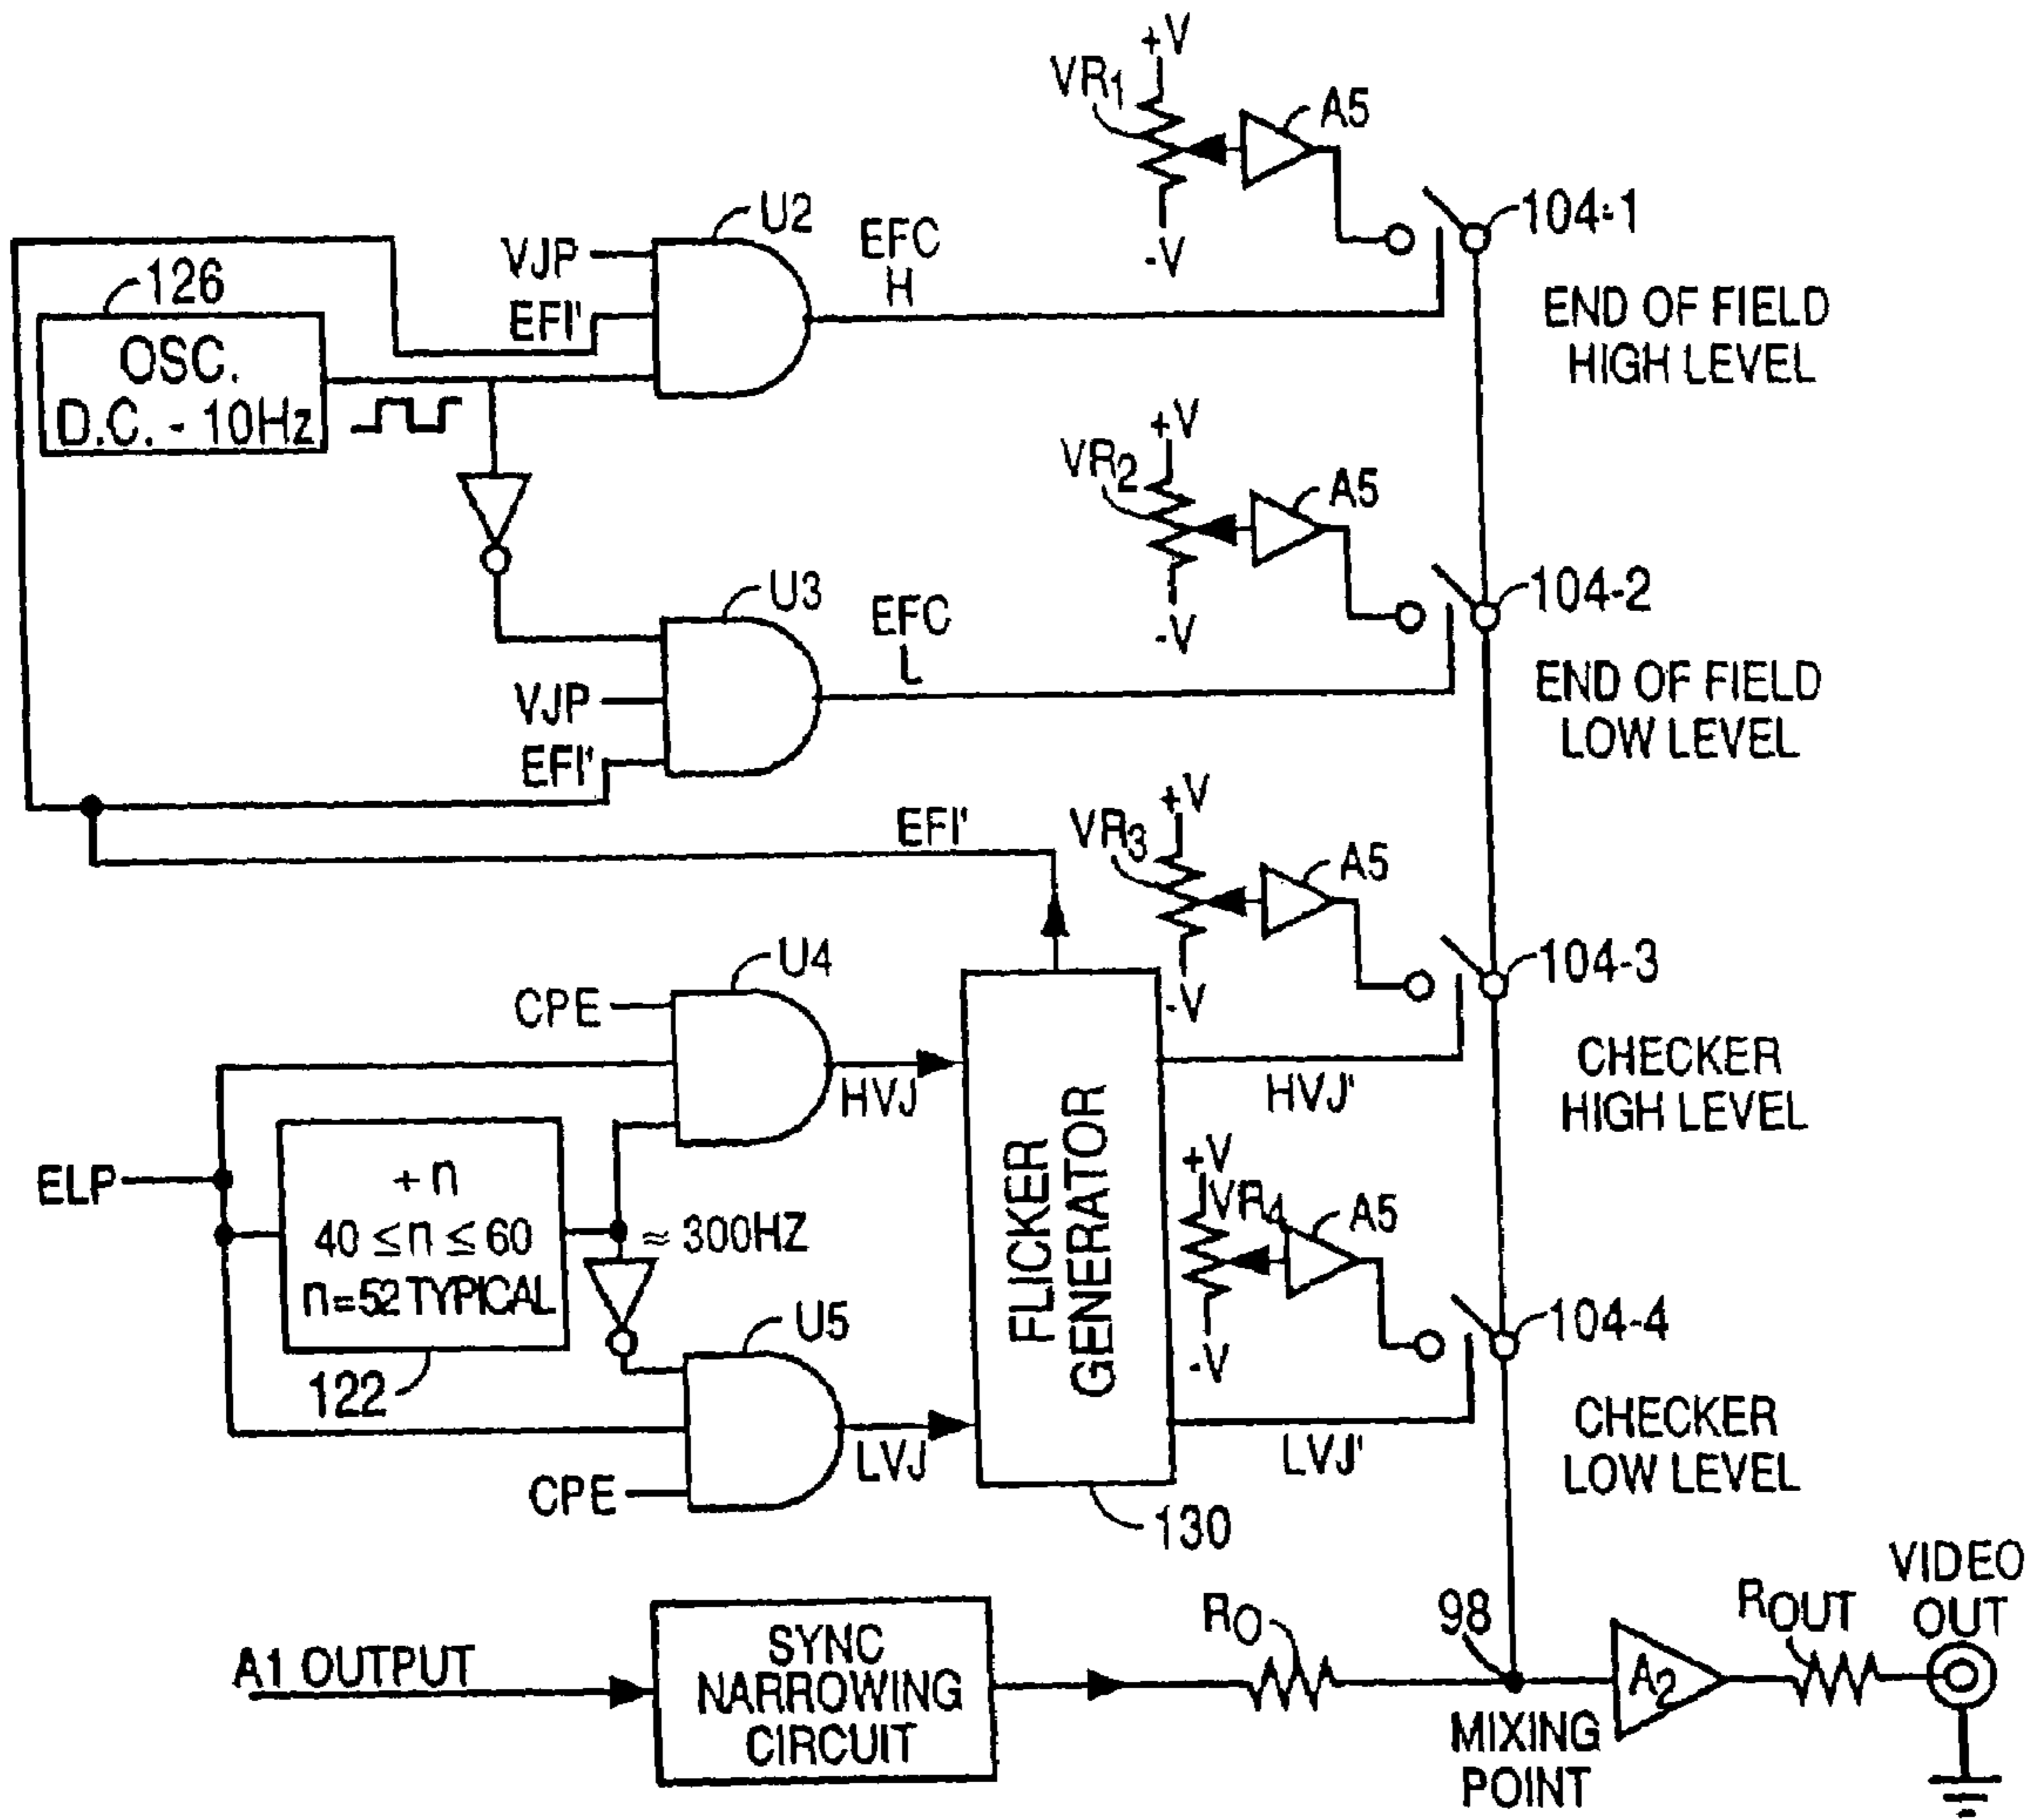 +V
VR1
A5
-V
104-1
END OF FIELD
HIGH LEVEL
U2
VJP
EFI'
EFC
H
126
OSC.
D.C. - 10Hz
+V
VR2
A5
-V
104-2
END OF FIELD
LOW LEVEL
U3
EFC
L
VJP
EFI'
EFI'
+V
VR3
A5
-V
104-3
CHECKER
HIGH LEVEL
U4
CPE
HVJ
HVJ'
ELP
+ n
40 ≤ n ≤ 60
n=52 TYPICAL
122
≈ 300HZ
FLICKER
GENERATOR
130
+V
VR4
A5
-V
104-4
CHECKER
LOW LEVEL
U5
CPE
LVJ
LVJ'
A1 OUTPUT
SYNC
NARROWING
CIRCUIT
RO
98
MIXING
POINT
A2
ROUT
VIDEO
OUT